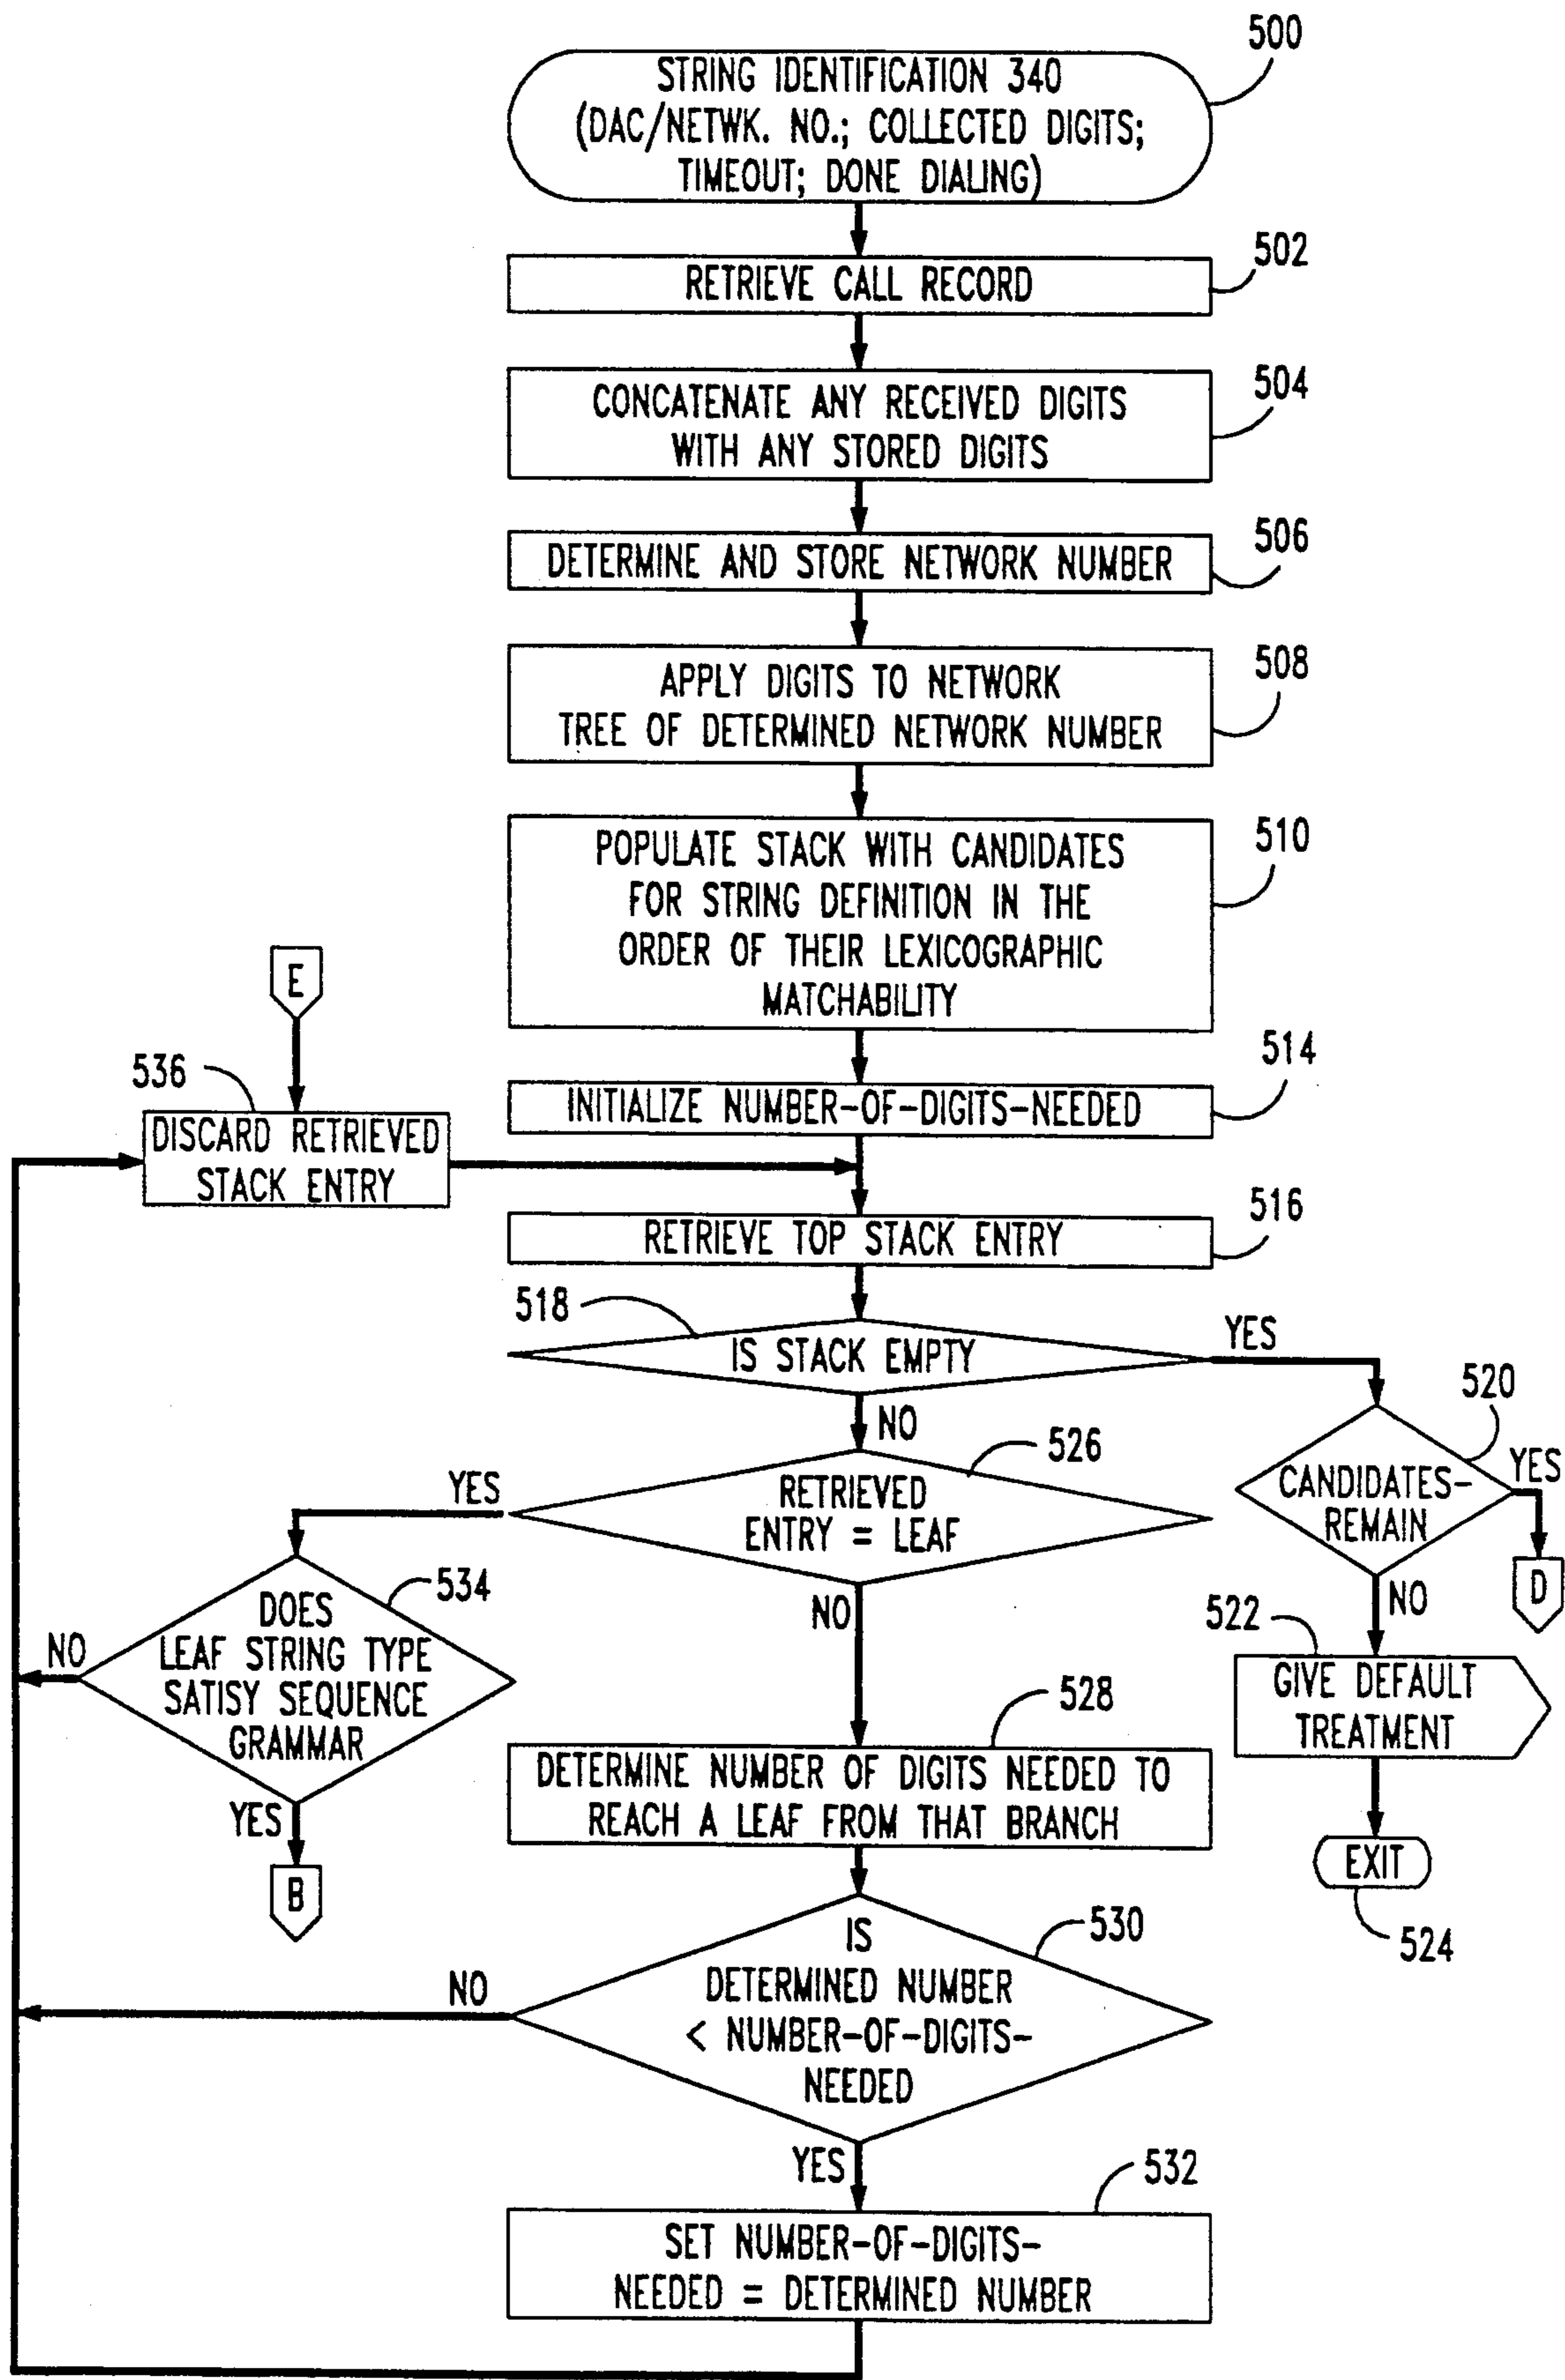 500
STRING IDENTIFICATION 340
(DAC/NETWK. NO.; COLLECTED DIGITS;
TIMEOUT; DONE DIALING)
502
RETRIEVE CALL RECORD
504
CONCATENATE ANY RECEIVED DIGITS
WITH ANY STORED DIGITS
506
DETERMINE AND STORE NETWORK NUMBER
508
APPLY DIGITS TO NETWORK
TREE OF DETERMINED NETWORK NUMBER
510
POPULATE STACK WITH CANDIDATES
FOR STRING DEFINITION IN THE
ORDER OF THEIR LEXICOGRAPHIC
MATCHABILITY
E
514
INITIALIZE NUMBER-OF-DIGITS-NEEDED
536
DISCARD RETRIEVED
STACK ENTRY
516
RETRIEVE TOP STACK ENTRY
518
IS STACK EMPTY
YES
NO
520
CANDIDATES-
REMAIN
YES
D
NO
522
GIVE DEFAULT
TREATMENT
EXIT
524
526
RETRIEVED
ENTRY = LEAF
YES
NO
534
DOES
LEAF STRING TYPE
SATISY SEQUENCE
GRAMMAR
NO
YES
B
528
DETERMINE NUMBER OF DIGITS NEEDED TO
REACH A LEAF FROM THAT BRANCH
530
IS
DETERMINED NUMBER
< NUMBER-OF-DIGITS-
NEEDED
NO
YES
532
SET NUMBER-OF-DIGITS-
NEEDED = DETERMINED NUMBER